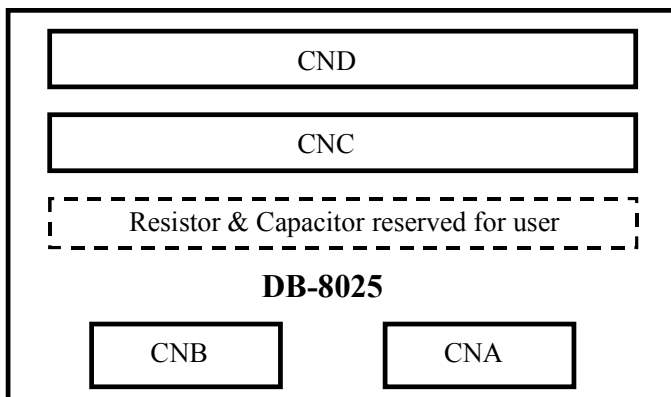 CND
CNC
Resistor & Capacitor reserved for user
DB-8025
CNB CNA